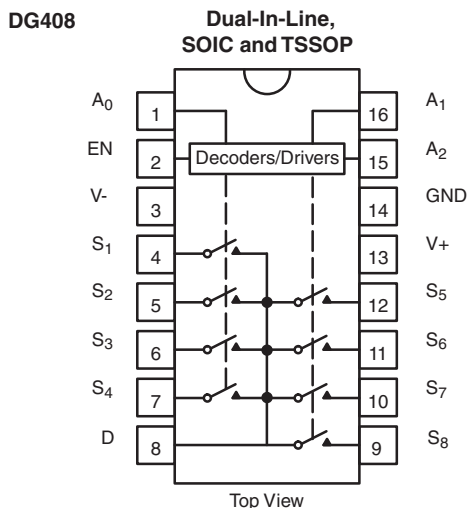 DG408
Dual-In-Line,
SOIC and TSSOP
A0 1 16 A1
EN 2 Decoders/Drivers 15 A2
V- 3 14 GND
S1 4 13 V+
S2 5 12 S5
S3 6 11 S6
S4 7 10 S7
D 8 9 S8
Top View